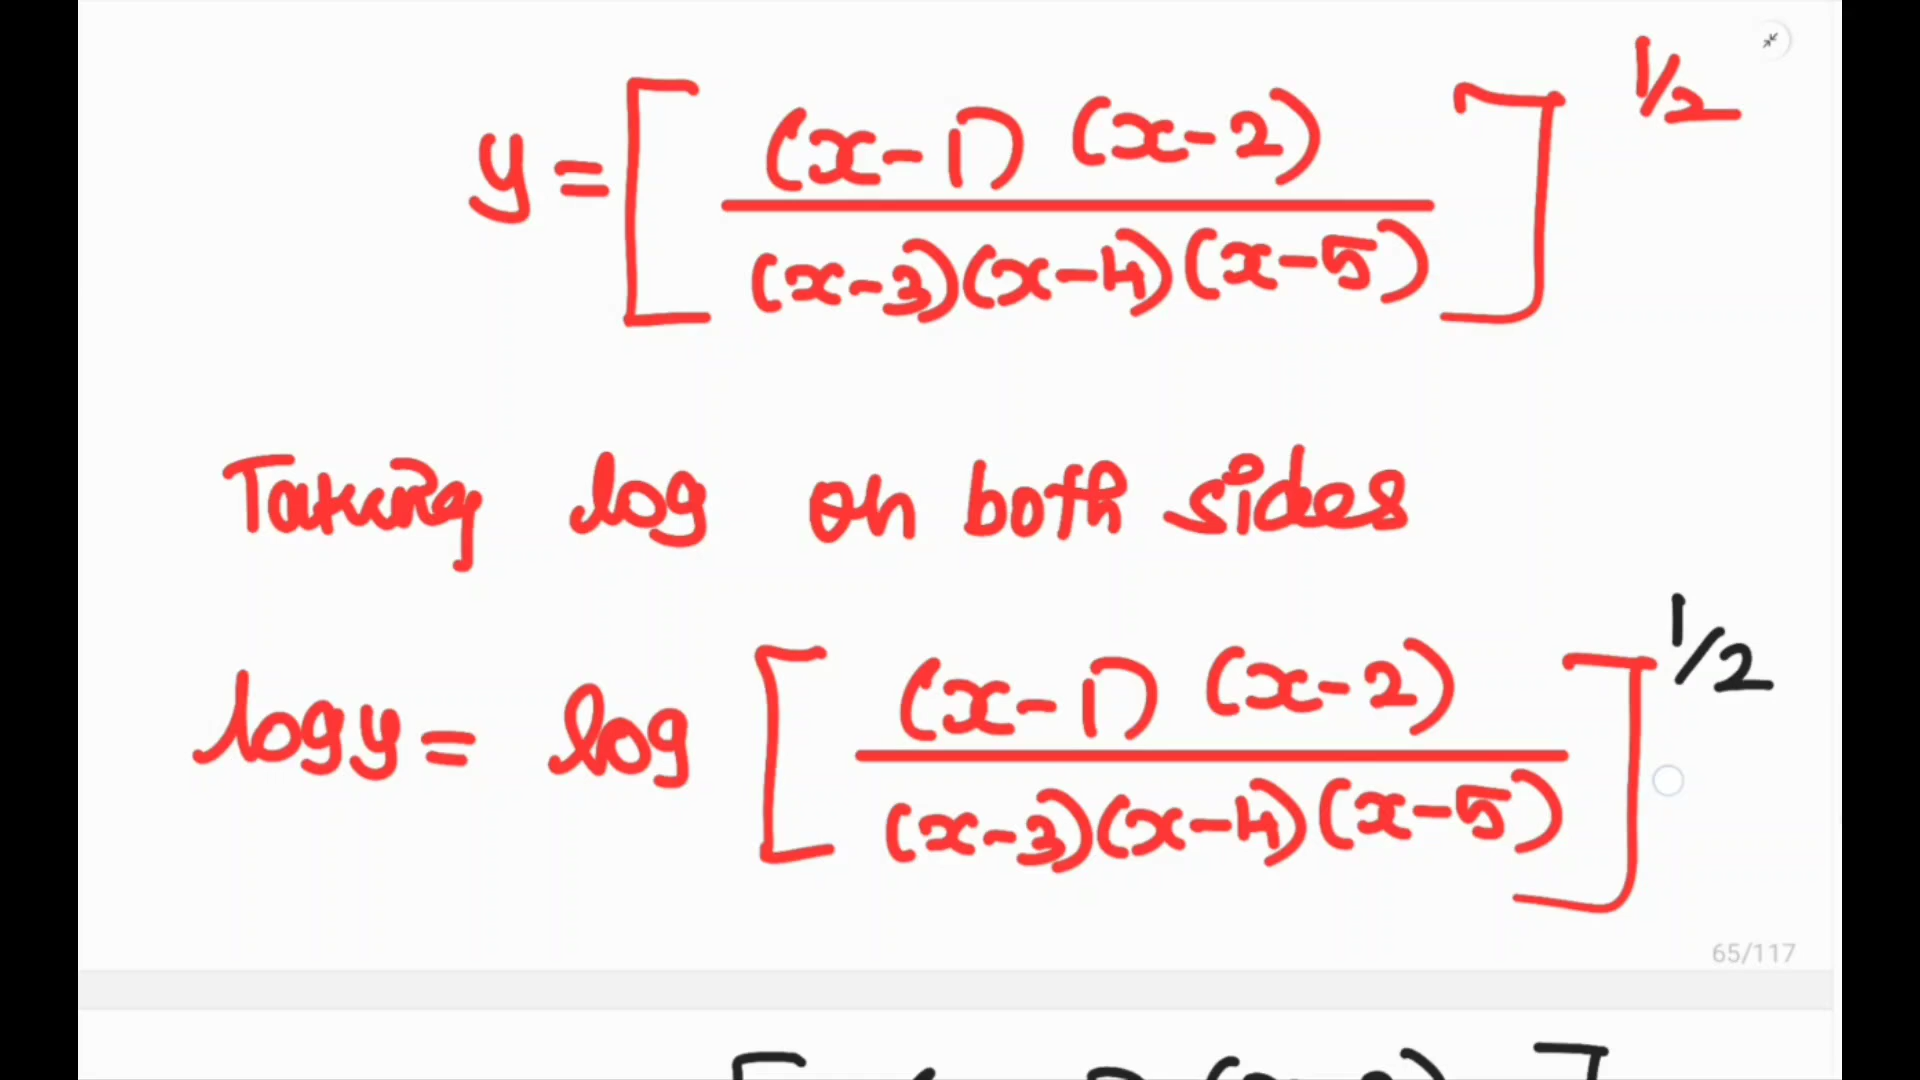 y = [ (x-1) (x-2) / (x-3)(x-4)(x-5) ]^1/2
Taking log on both sides
log y = log [ (x-1) (x-2) / (x-3)(x-4)(x-5) ]^1/2
65/117